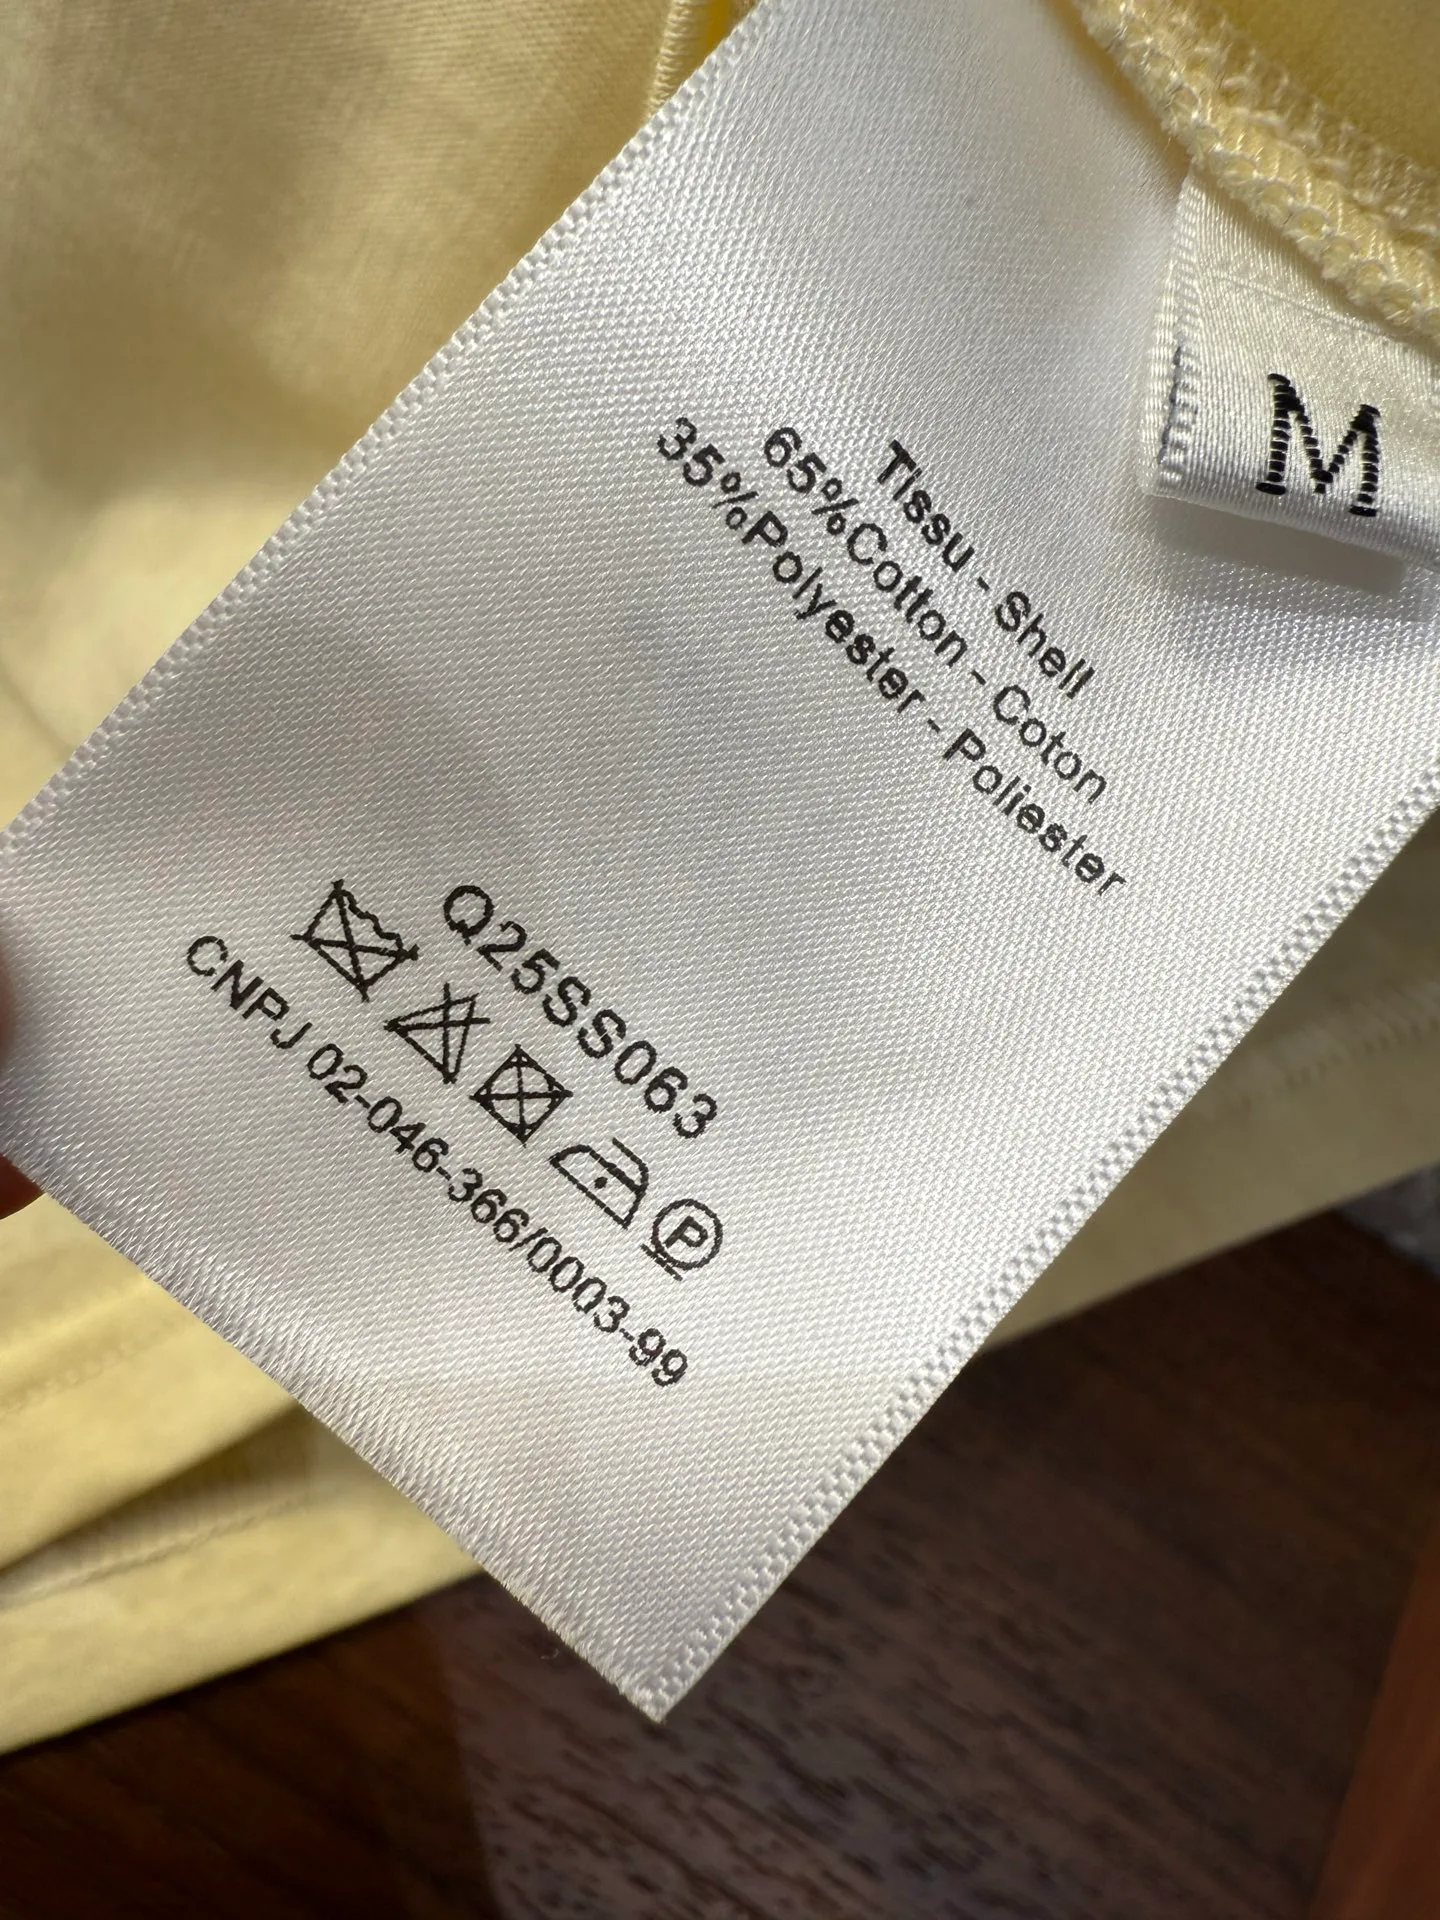 M
Tissu - Shell
65%Cotton - Coton
35%Polyester - Poliester
Q25SS063
P
CNPJ 02-046-366/0003-99